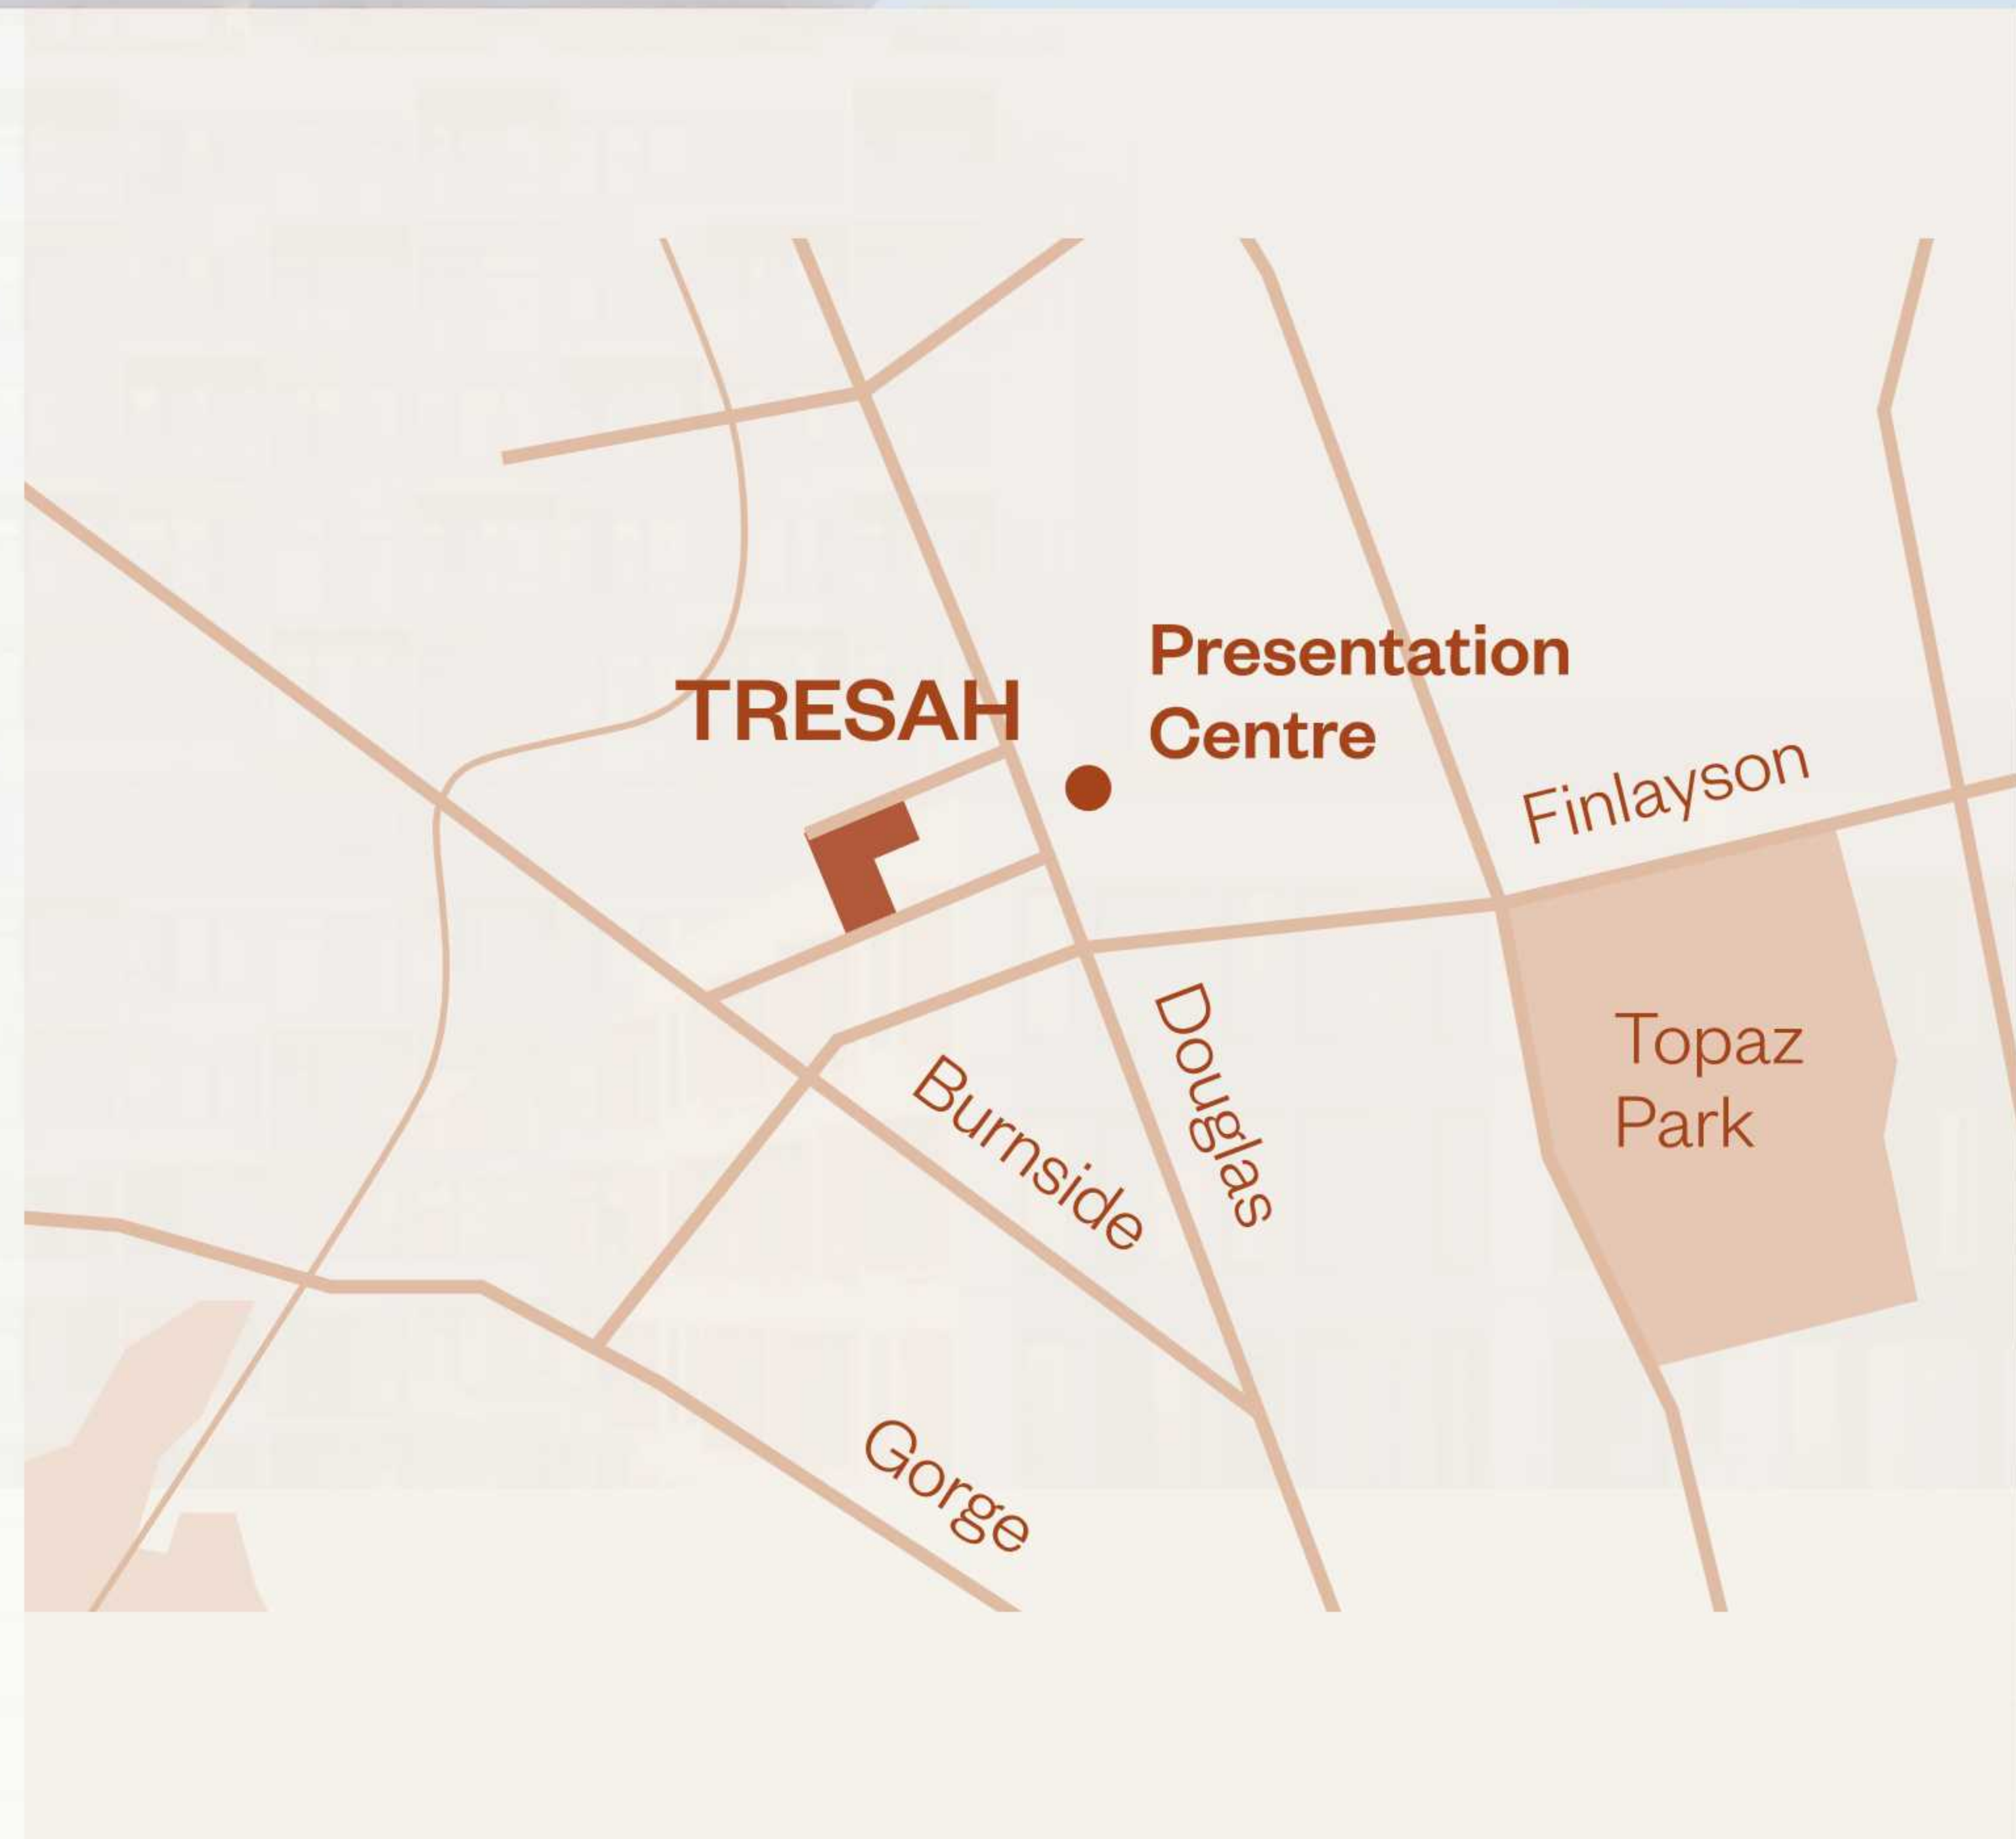 Presentation
Centre
TRESAH
Finlayson
Douglas
Topaz
Park
Burnside
Gorge